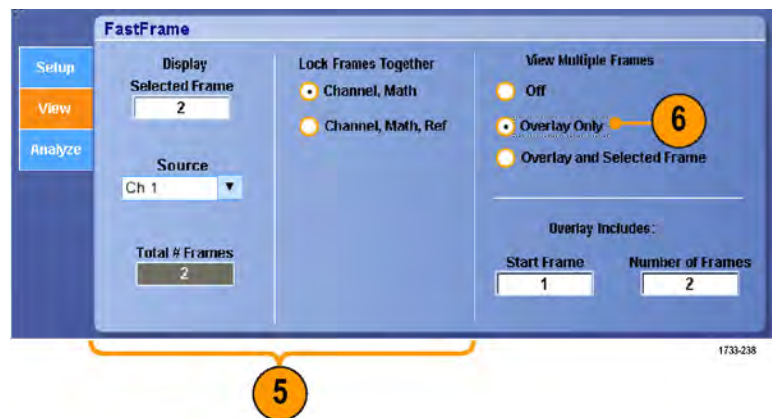 FastFrame
Setup
View
Analyze
Display
Selected Frame
2
Source
Ch 1
Total # Frames
2
Lock Frames Together
Channel, Math
Channel, Math, Ref
View Multiple Frames
Off
Overlay Only
6
Overlay and Selected Frame
Overlay Includes:
Start Frame
1
Number of Frames
2
1733-238
5